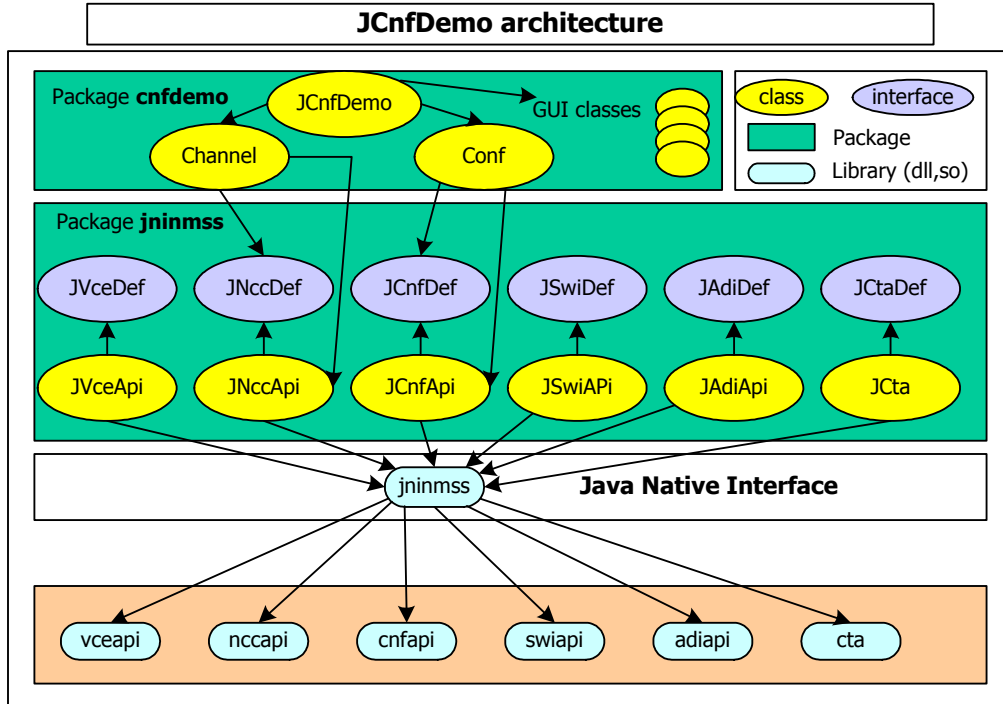 JCnfDemo architecture
Package cnfdemo
JCnfDemo
GUI classes
Channel
Conf
class
interface
Package
Library (dll,so)
Package jninmss
JVceDef
JNccDef
JCnfDef
JSwiDef
JAdiDef
JCtaDef
JVceApi
JNccApi
JCnfApi
JSwiAPi
JAdiApi
JCta
jninmss
Java Native Interface
vceapi
nccapi
cnfapi
swiapi
adiapi
cta